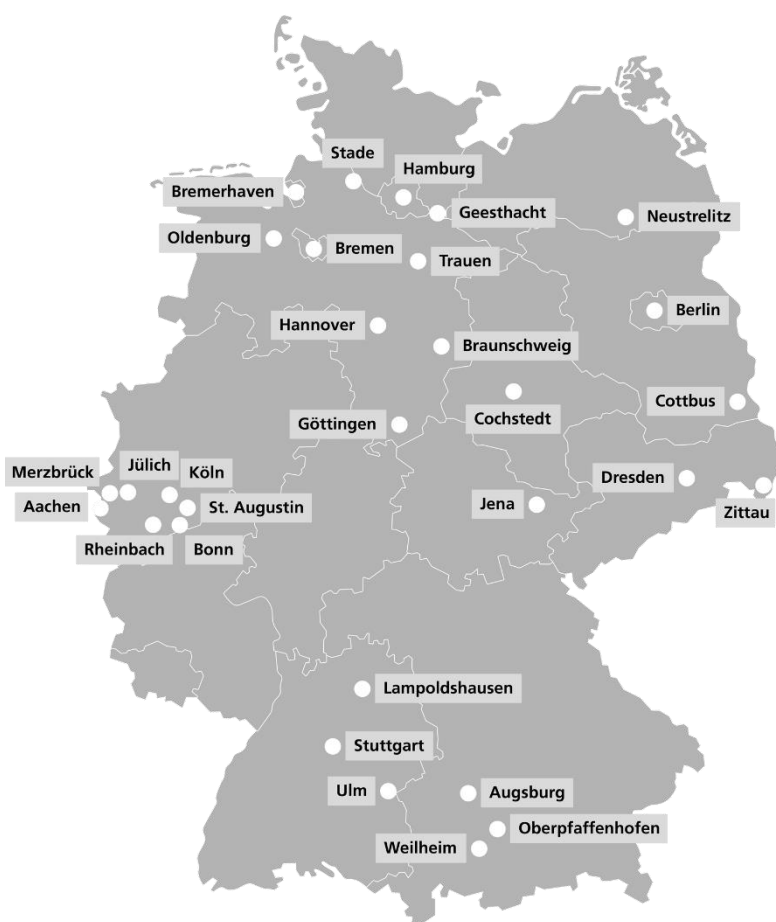 Stade
Hamburg
Bremerhaven
Geesthacht
Neustrelitz
Oldenburg
Bremen
Trauen
Berlin
Hannover
Braunschweig
Cottbus
Cochstedt
Göttingen
Jülich
Merzbrück
Köln
Dresden
Aachen
St. Augustin
Jena
Zittau
Rheinbach
Bonn
Lampoldshausen
Stuttgart
Ulm
Augsburg
Oberpfaffenhofen
Weilheim